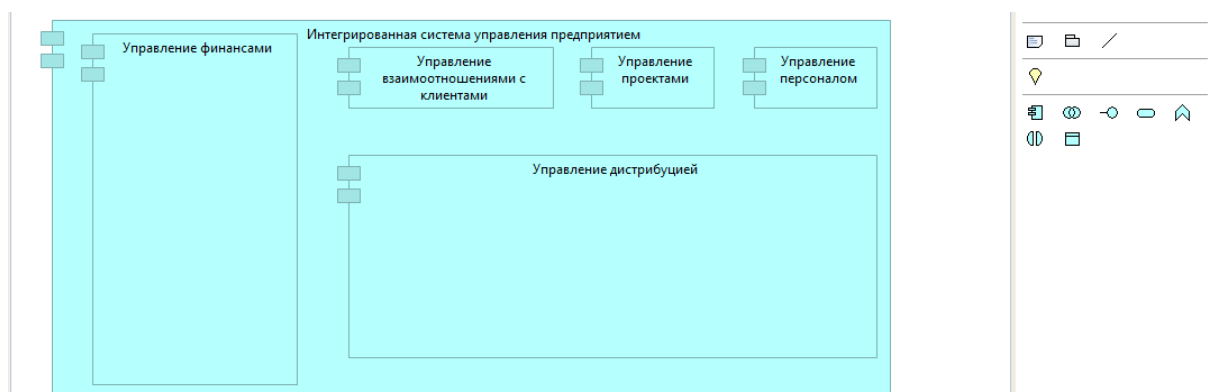 Интегрированная система управления предприятием
Управление финансами
Управление
взаимоотношениями с
клиентами
Управление
проектами
Управление
персоналом
Управление дистрибуцией